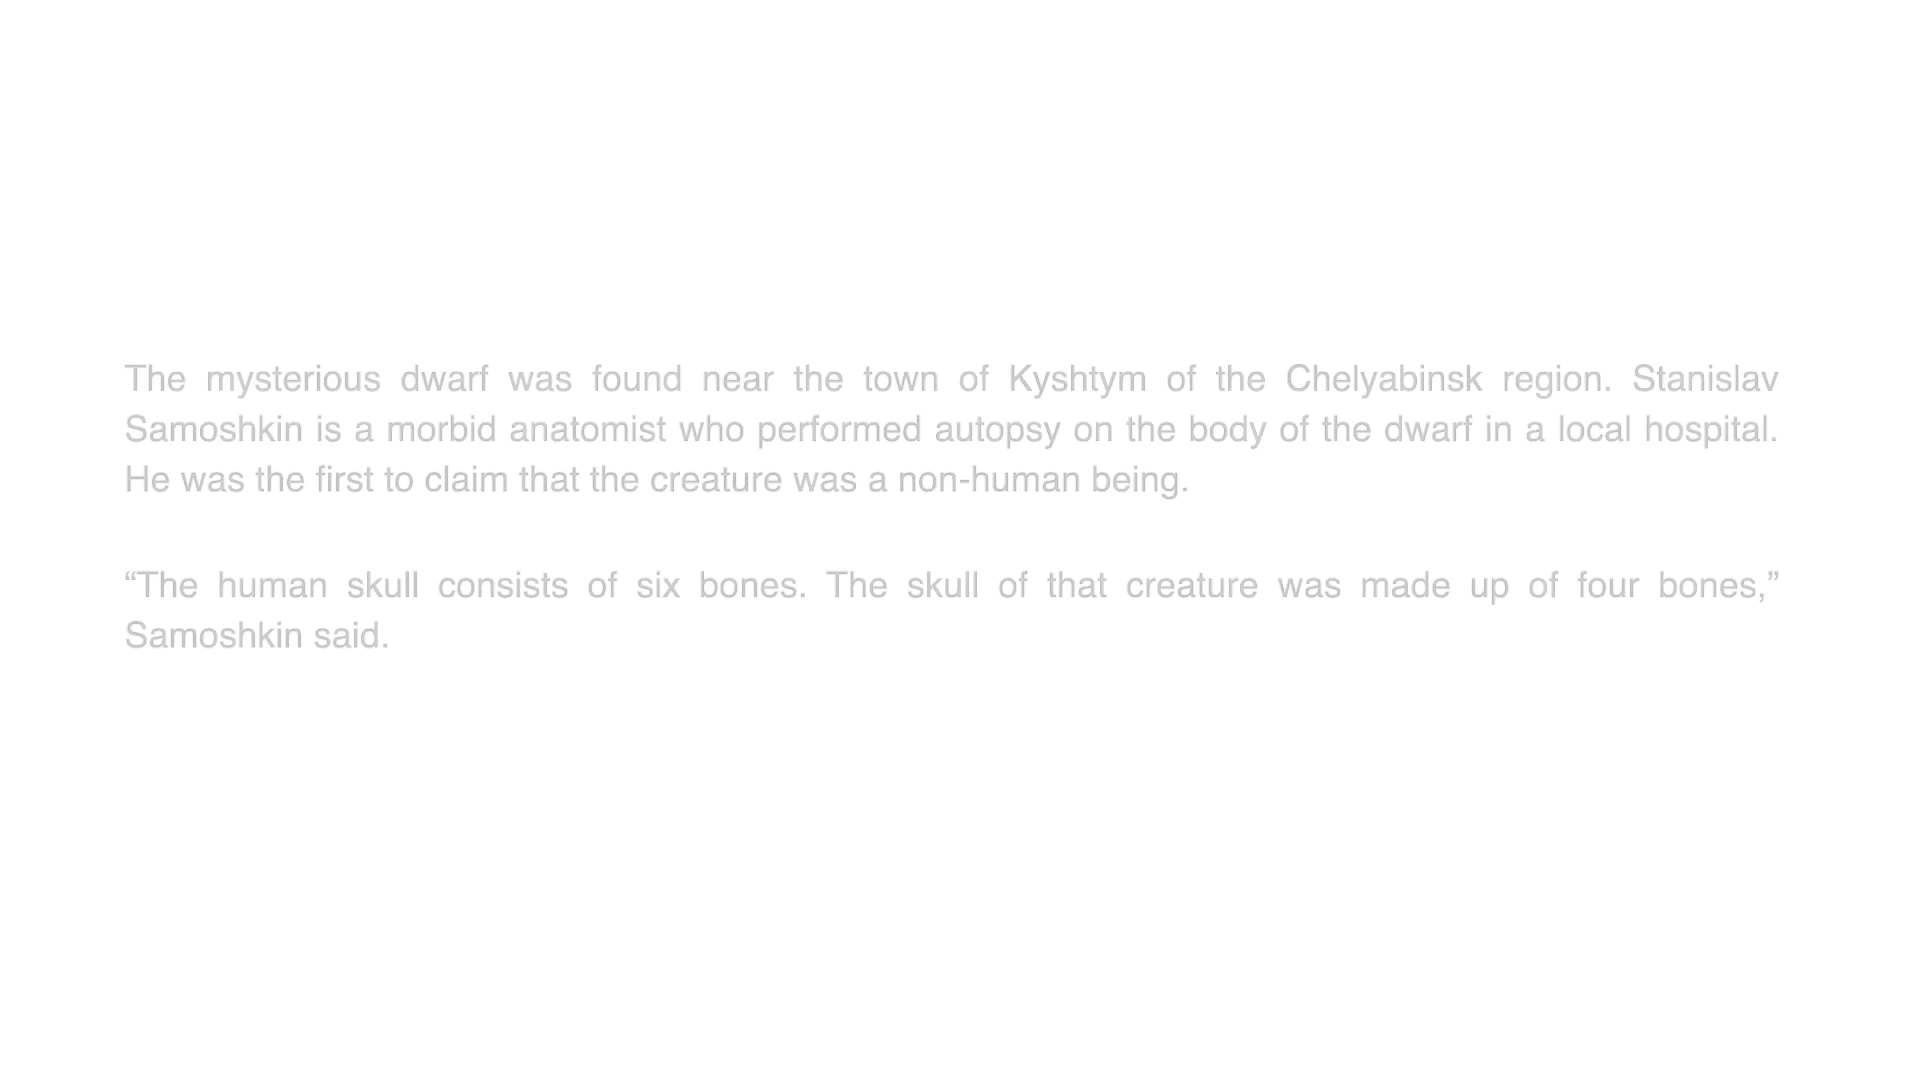 The mysterious dwarf was found near the town of Kyshtym of the Chelyabinsk region. Stanislav
Samoshkin is a morbid anatomist who performed autopsy on the body of the dwarf in a local hospital.
He was the first to claim that the creature was a non-human being.
“The human skull consists of six bones. The skull of that creature was made up of four bones,”
Samoshkin said.